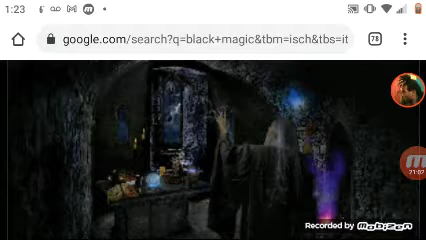 1:23
google.com/search?q=black+magic&tbm=isch&tbs=it
78
21:02
Recorded by Mobizen